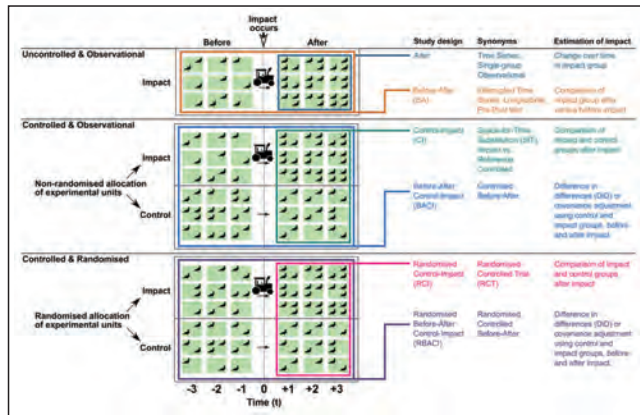 Impact
occurs
Before
After
Study design
Synonyms
Estimation of impact
Uncontrolled & Observational
Impact
After
Time Series,
Single-group
Observational
Change over time
in impact group
Before-After
(BA)
Interrupted Time
Series, Longitudinal,
Comparison of
impact group after
versus before impact
Controlled & Observational
Impact
Non-randomised allocation
of experimental units
Control
Control-Impact
(CI)
Space-for-Time
Substitution (SfT),
Impact vs
Reference
Controlled
Comparison of
impact and control
groups after impact
Before-After
Control-Impact
(BACI)
Controlled
Before-After
Difference in
differences (DiD) or
covariance adjustment
using control and
impact groups, before
and after impact
Controlled & Randomised
Impact
Randomised allocation
of experimental units
Control
Randomised
Control-Impact
(RCI)
Randomised
Controlled Trial
(RCT)
Comparison of impact
and control groups,
after impact
Randomised
Before-After
Control-Impact
(RBACI)
Randomised
Controlled
Before-After
Difference in
differences (DiD) or
covariance adjustment
using control and
impact groups, before
and after impact.
-3 -2 -1 0 +1 +2 +3
Time (t)